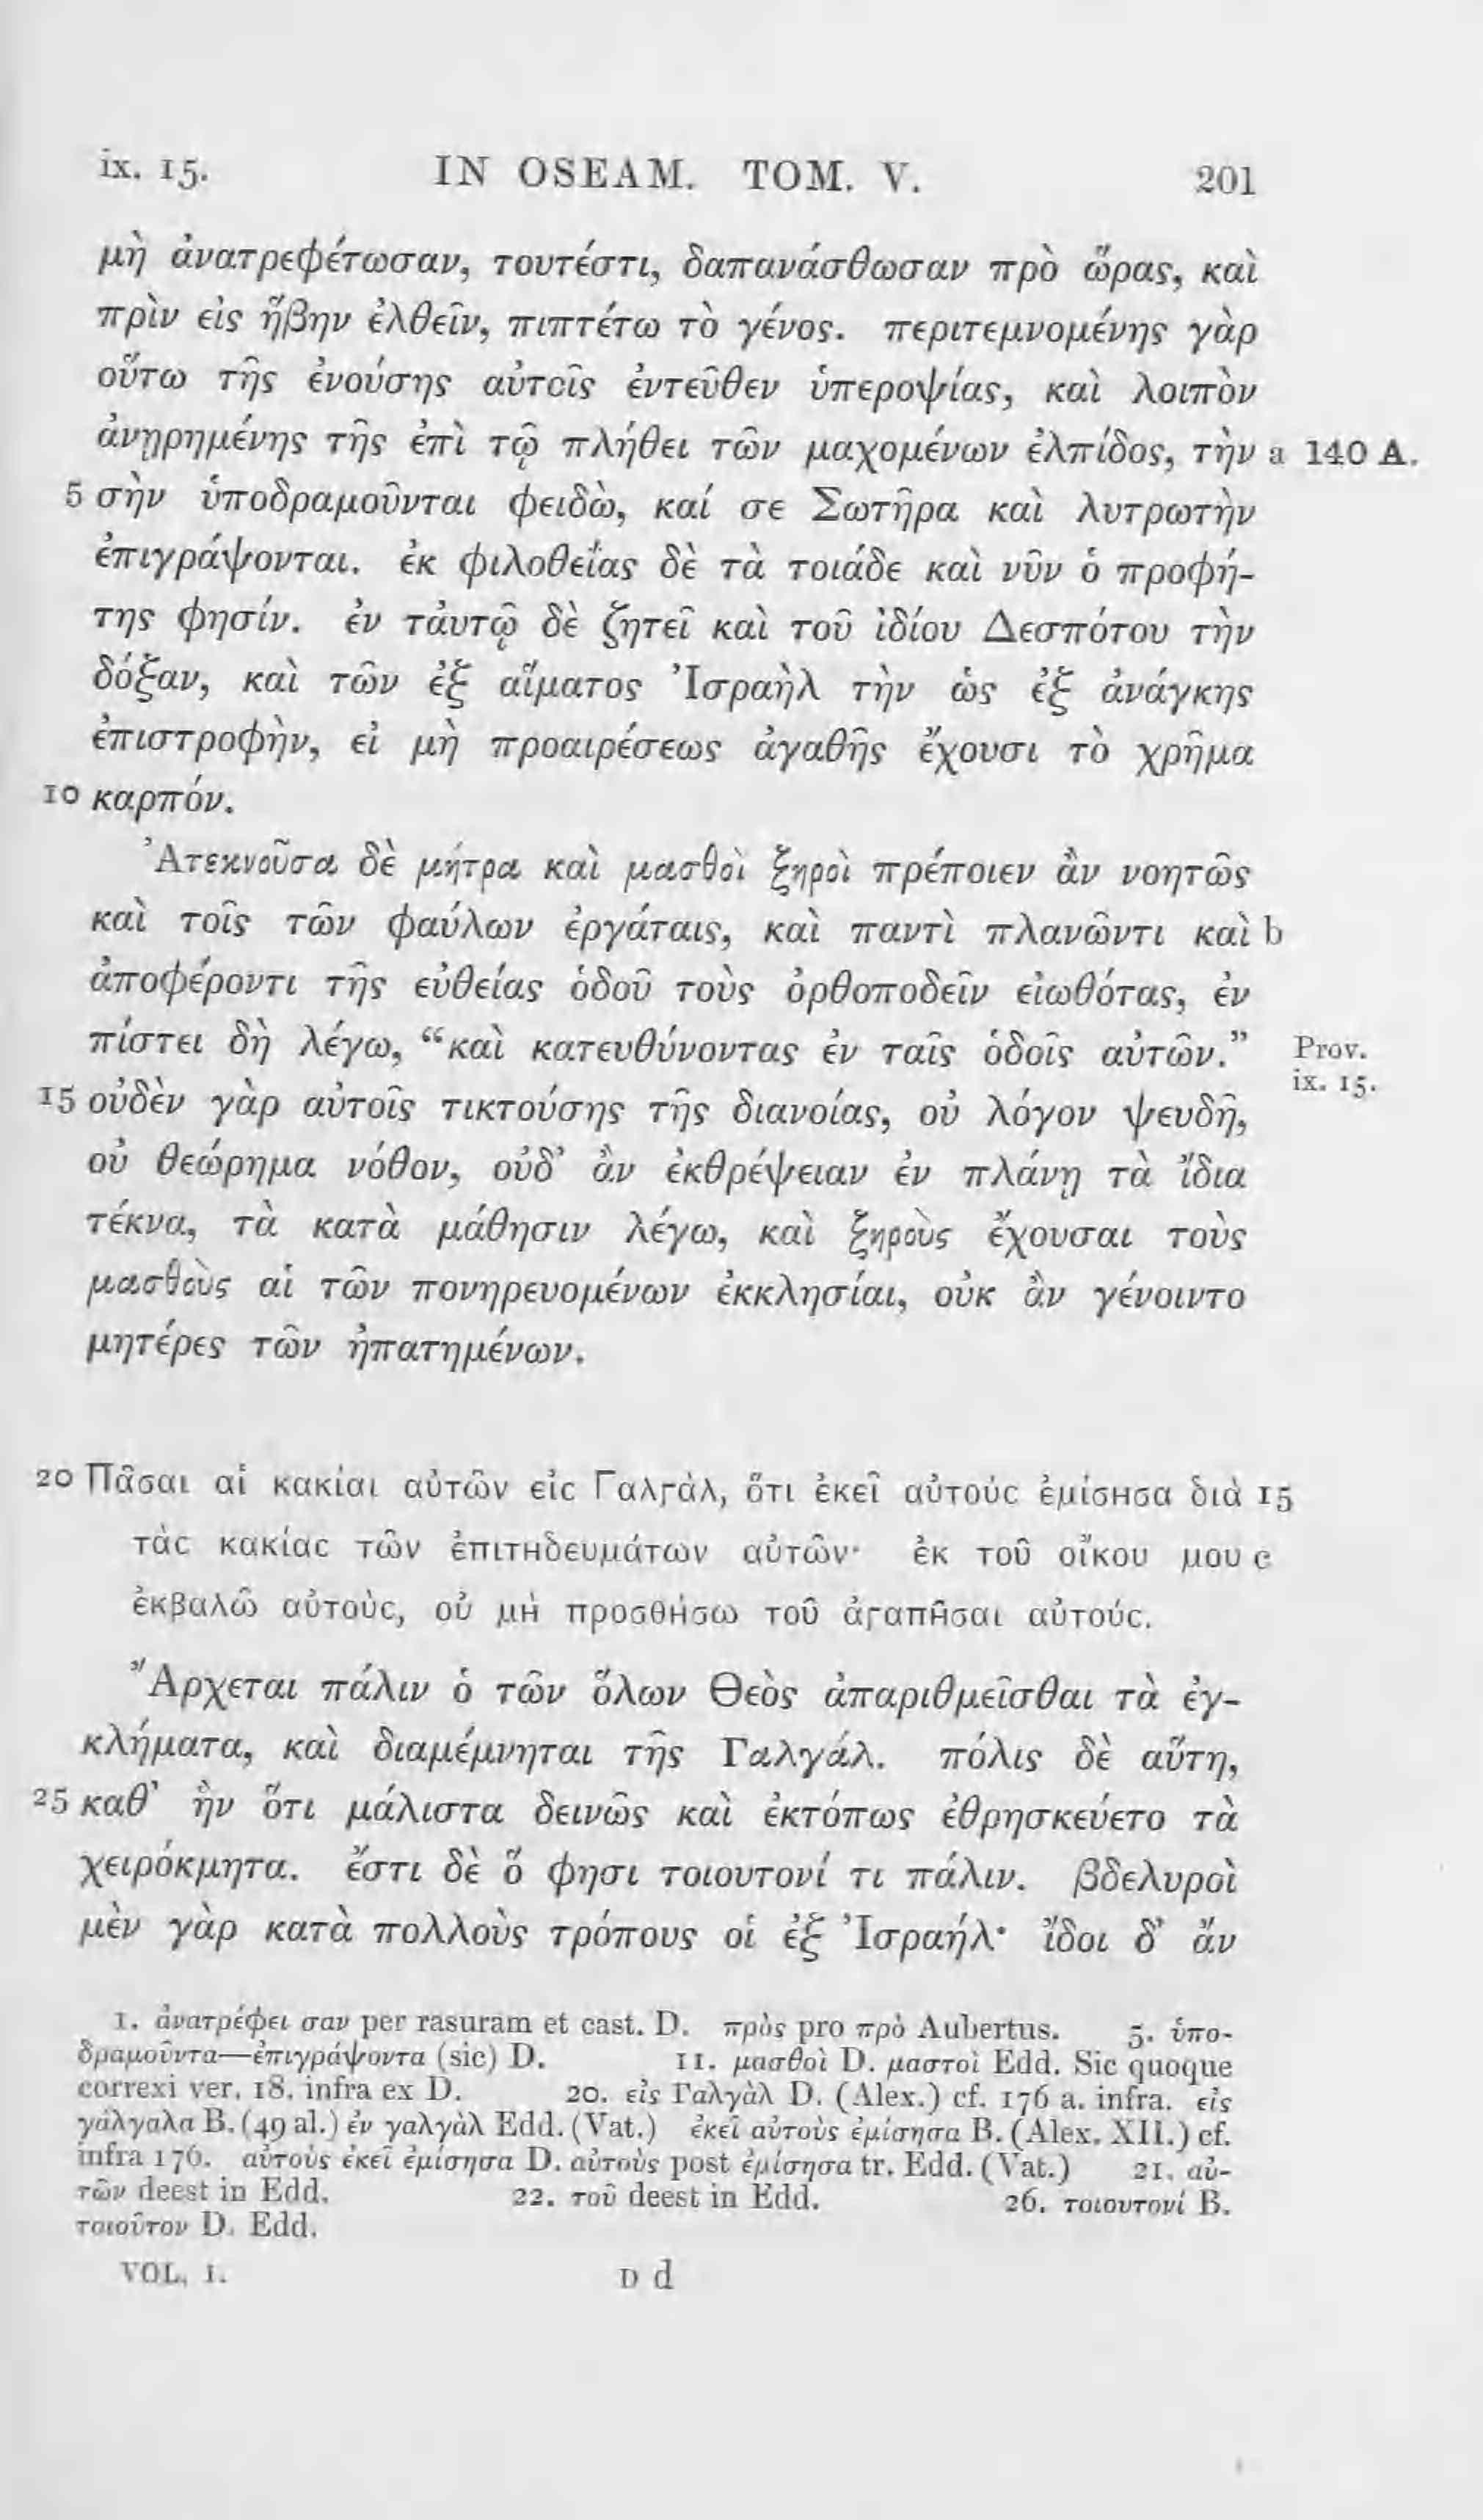 ix. 15. IN OSEAM. TOM. V. 201
μὴ ἀνατρεφέτωσαν, τουτέστι, δαπανάσθωσαν πρὸ ὥρας, καὶ
πρὶν εἰς ἥβην ἐλθεῖν, πιπτέτω τὸ γένος. περιτεμνομένης γὰρ
οὕτω τῆς ἐνούσης αὐτοῖς ἐντεῦθεν ὑπεροψίας, καὶ λοιπὸν
ἀνῃρημένης τῆς ἐπὶ τῷ πλήθει τῶν μαχομένων ἐλπίδος, τὴν a 140 A.
5 σὴν ὑποδραμοῦνται φειδὼ, καί σε Σωτῆρα καὶ λυτρωτὴν
ἐπιγράψονται. ἐκ φιλοθεΐας δὲ τὰ τοιάδε καὶ νῦν ὁ προφή-
της φησίν. ἐν ταὐτῷ δὲ ζητεῖ καὶ τοῦ ἰδίου Δεσπότου τὴν
δόξαν, καὶ τῶν ἐξ αἵματος Ἰσραὴλ τὴν ὡς ἐξ ἀνάγκης
ἐπιστροφὴν, εἰ μὴ προαιρέσεως ἀγαθῆς ἔχουσι τὸ χρῆμα
10 καρπόν.
Ἀτεκνοῦσα δὲ μήτρα καὶ μασθοὶ ξηροὶ πρέποιεν ἂν νοητῶς
καὶ τοῖς τῶν φαύλων ἐργάταις, καὶ παντὶ πλανῶντι καὶ b
ἀποφέροντι τῆς εὐθείας ὁδοῦ τοὺς ὀρθοποδεῖν εἰωθότας, ἐν
πίστει δὴ λέγω, “καὶ κατευθύνοντας ἐν ταῖς ὁδοῖς αὐτῶν.” Prov.
ix. 15.
15 οὐδὲν γὰρ αὐτοῖς τικτούσης τῆς διανοίας, οὐ λόγον ψευδῆ,
οὐ θεώρημα νόθον, οὐδ’ ἂν ἐκθρέψειαν ἐν πλάνῃ τὰ ἴδια
τέκνα, τὰ κατὰ μάθησιν λέγω, καὶ ξηροὺς ἔχουσαι τοὺς
μασθοὺς αἱ τῶν πονηρευομένων ἐκκλησίαι, οὐκ ἂν γένοιντο
μητέρες τῶν ἠπατημένων.
20 Πᾶσαι αἱ κακίαι αὐτῶν εἰς Γαλγὰλ, ὅτι ἐκεῖ αὐτοὺς ἐμίσησα διὰ 15
τὰς κακίας τῶν ἐπιτηδευμάτων αὐτῶν· ἐκ τοῦ οἴκου μου c
ἐκβαλῶ αὐτοὺς, οὐ μὴ προσθήσω τοῦ ἀγαπῆσαι αὐτούς.
Ἄρχεται πάλιν ὁ τῶν ὅλων Θεὸς ἀπαριθμεῖσθαι τὰ ἐγ-
κλήματα, καὶ διαμέμνηται τῆς Γαλγάλ. πόλις δὲ αὕτη,
25 καθ’ ἣν ὅτι μάλιστα δεινῶς καὶ ἐκτόπως ἐθρησκεύετο τὰ
χειρόκμητα. ἔστι δὲ ὅ φησι τοιουτονί τι πάλιν. βδελυροὶ
μὲν γὰρ κατὰ πολλοὺς τρόπους οἱ ἐξ Ἰσραήλ· ἴδοι δ’ ἄν
1. ἀνατρέφει σαν per rasuram et cast. D. πρὸς pro πρὸ Aubertus. 5. ὑπο-
δραμοῦντα—ἐπιγράψοντα (sic) D. 11. μασθοὶ D. μαστοὶ Edd. Sic quoque
correxi ver. 18. infra ex D. 20. εἰς Γαλγὰλ D. (Alex.) cf. 176 a. infra. εἰς
γάλγαλα B. (49 al.) ἐν γαλγὰλ Edd. (Vat.) ἐκεῖ αὐτοὺς ἐμίσησα B. (Alex. XII.) cf.
infra 176. αὐτοὺς ἐκεῖ ἐμίσησα D. αὐτοὺς post ἐμίσησα tr. Edd. (Vat.) 21. αὐ-
τῶν deest in Edd. 22. τοῦ deest in Edd. 26. τοιουτονί B.
τοιοῦτον D. Edd.
VOL. I. D d